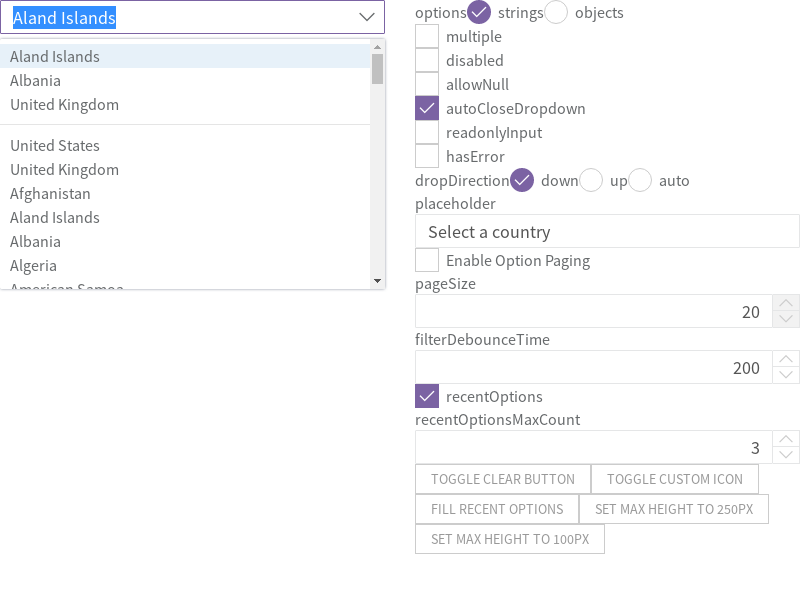 Aland Islands
Aland Islands
Albania
United Kingdom
United States
United Kingdom
Afghanistan
Aland Islands
Albania
Algeria
American Samoa
options strings objects
multiple
disabled
allowNull
autoCloseDropdown
readonlyInput
hasError
dropDirection down up auto
placeholder
Select a country
Enable Option Paging
pageSize
20
filterDebounceTime
200
recentOptions
recentOptionsMaxCount
3
TOGGLE CLEAR BUTTON TOGGLE CUSTOM ICON
FILL RECENT OPTIONS SET MAX HEIGHT TO 250PX
SET MAX HEIGHT TO 100PX